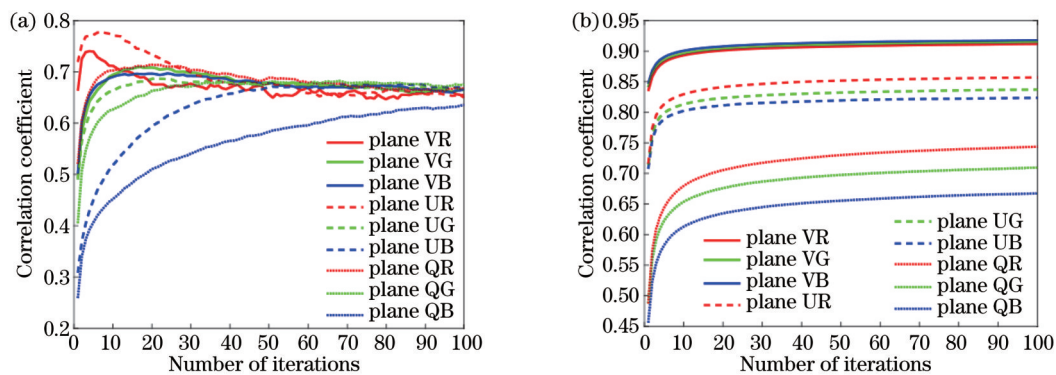 (a)
0.8
0.7
0.6
0.5
0.4
0.3
0.2
Correlation coefficient
0 10 20 30 40 50 60 70 80 90 100
Number of iterations
plane VR
plane VG
plane VB
plane UR
plane UG
plane UB
plane QR
plane QG
plane QB
(b)
0.95
0.90
0.85
0.80
0.75
0.70
0.65
0.60
0.55
0.50
0.45
Correlation coefficient
0 10 20 30 40 50 60 70 80 90 100
Number of iterations
plane VR
plane VG
plane VB
plane UR
plane UG
plane UB
plane QR
plane QG
plane QB